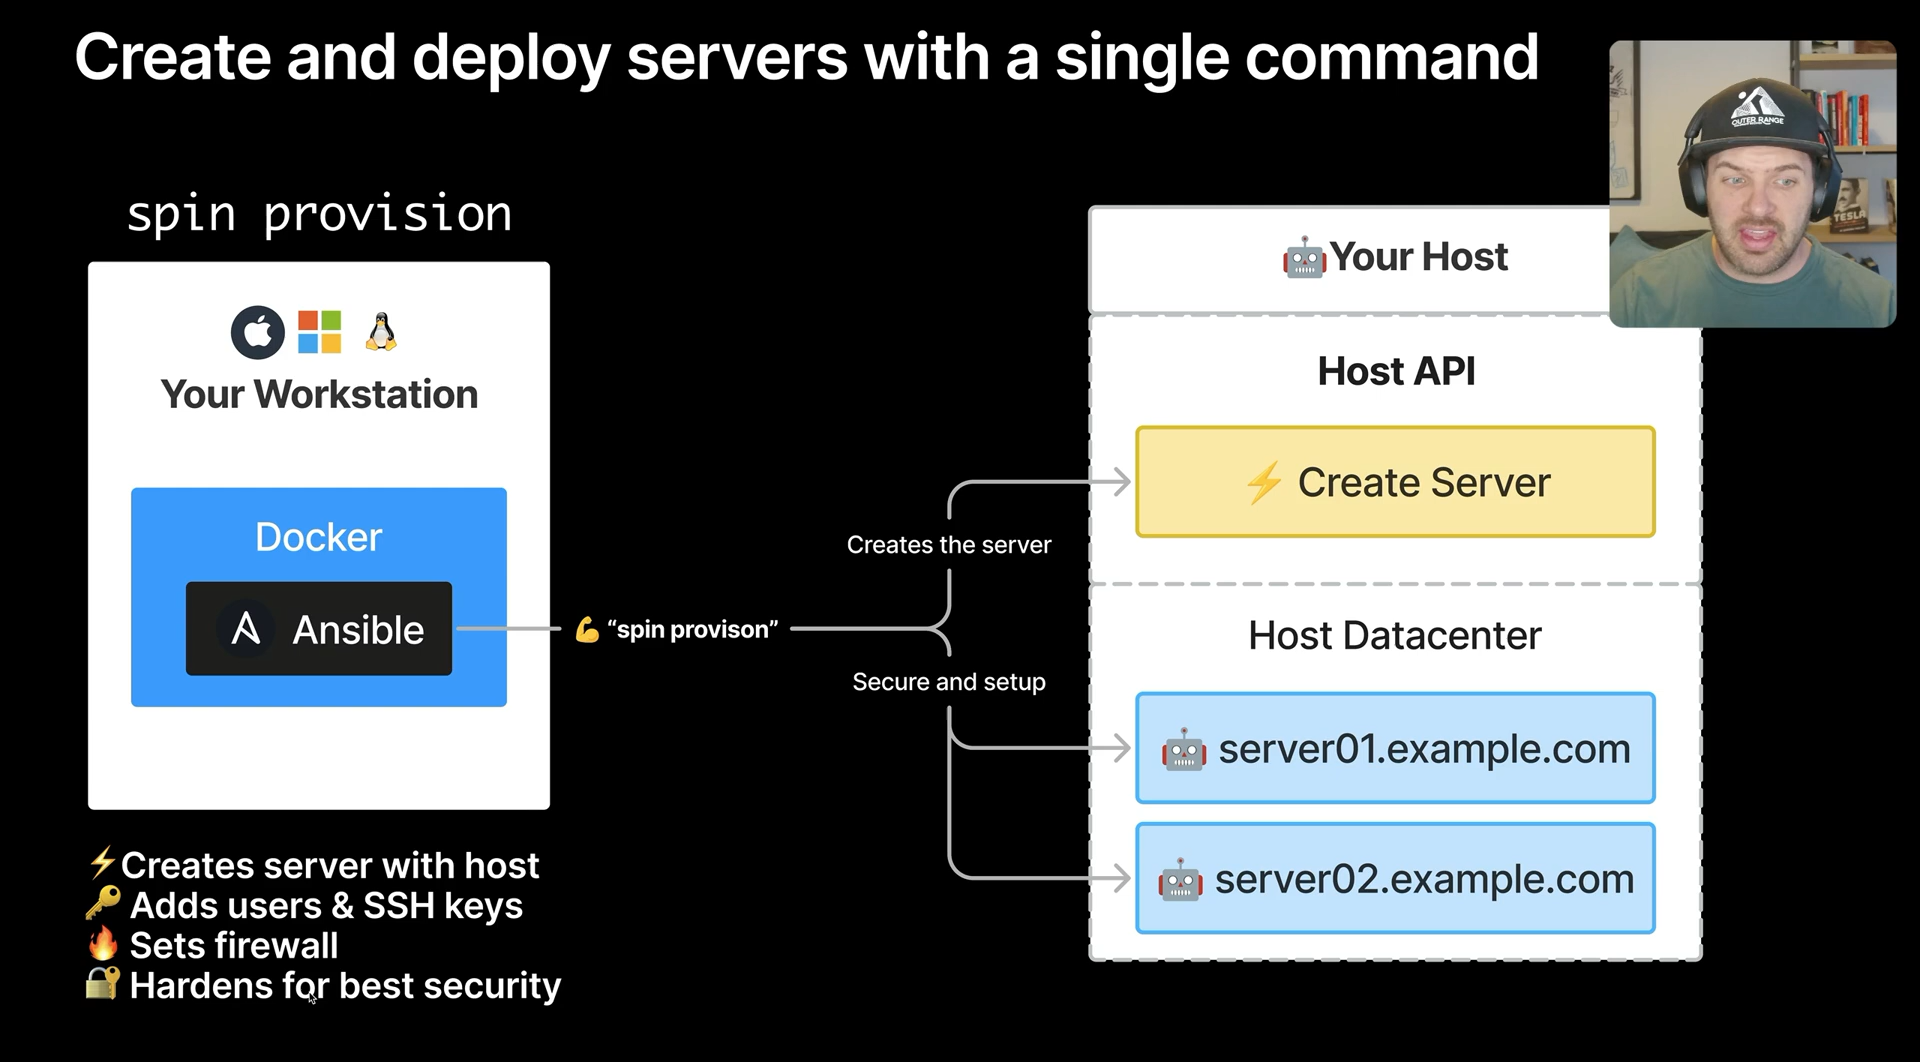 Create and deploy servers with a single command
OUTER RANGE
TESLA
spin provision
Your Workstation
Docker
Ansible
💪 “spin provison”
Creates the server
Secure and setup
🤖Your Host
Host API
⚡ Create Server
Host Datacenter
🤖 server01.example.com
🤖 server02.example.com
⚡Creates server with host
🔑 Adds users & SSH keys
🔥 Sets firewall
🔐 Hardens for best security